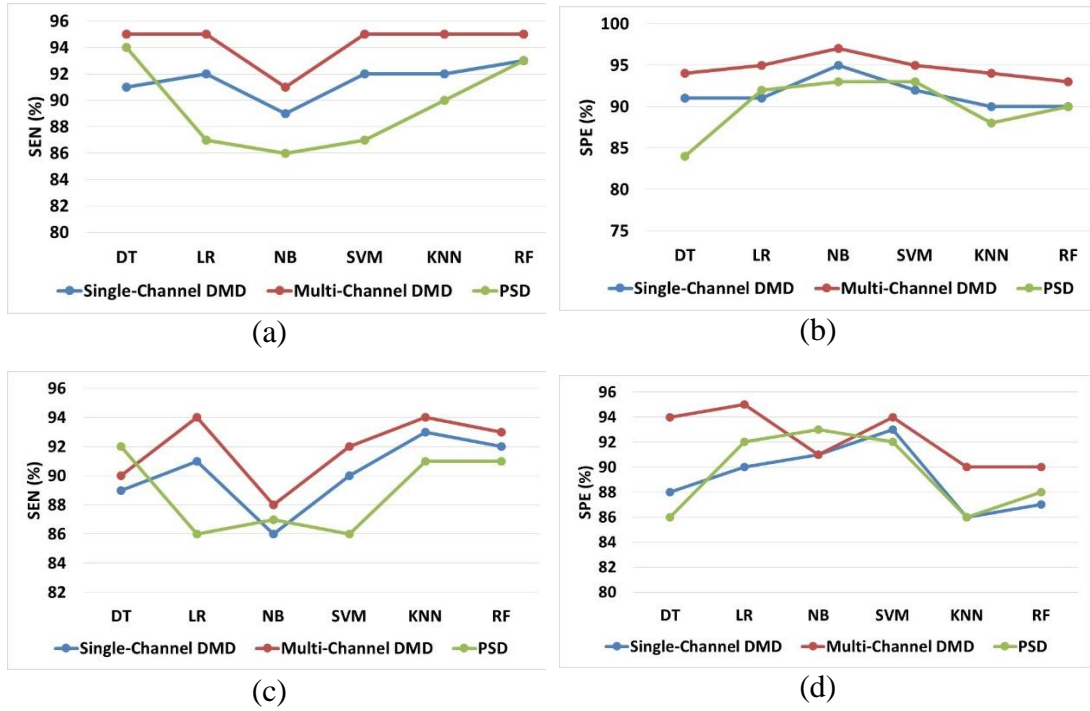 96
94
92
90
88
86
84
82
80
SEN (%)
DT LR NB SVM KNN RF
Single-Channel DMD Multi-Channel DMD PSD
(a)
100
95
90
85
80
75
SPE (%)
DT LR NB SVM KNN RF
Single-Channel DMD Multi-Channel DMD PSD
(b)
96
94
92
90
88
86
84
82
SEN (%)
DT LR NB SVM KNN RF
Single-Channel DMD Multi-Channel DMD PSD
(c)
96
94
92
90
88
86
84
82
80
SPE (%)
DT LR NB SVM KNN RF
Single-Channel DMD Multi-Channel DMD PSD
(d)